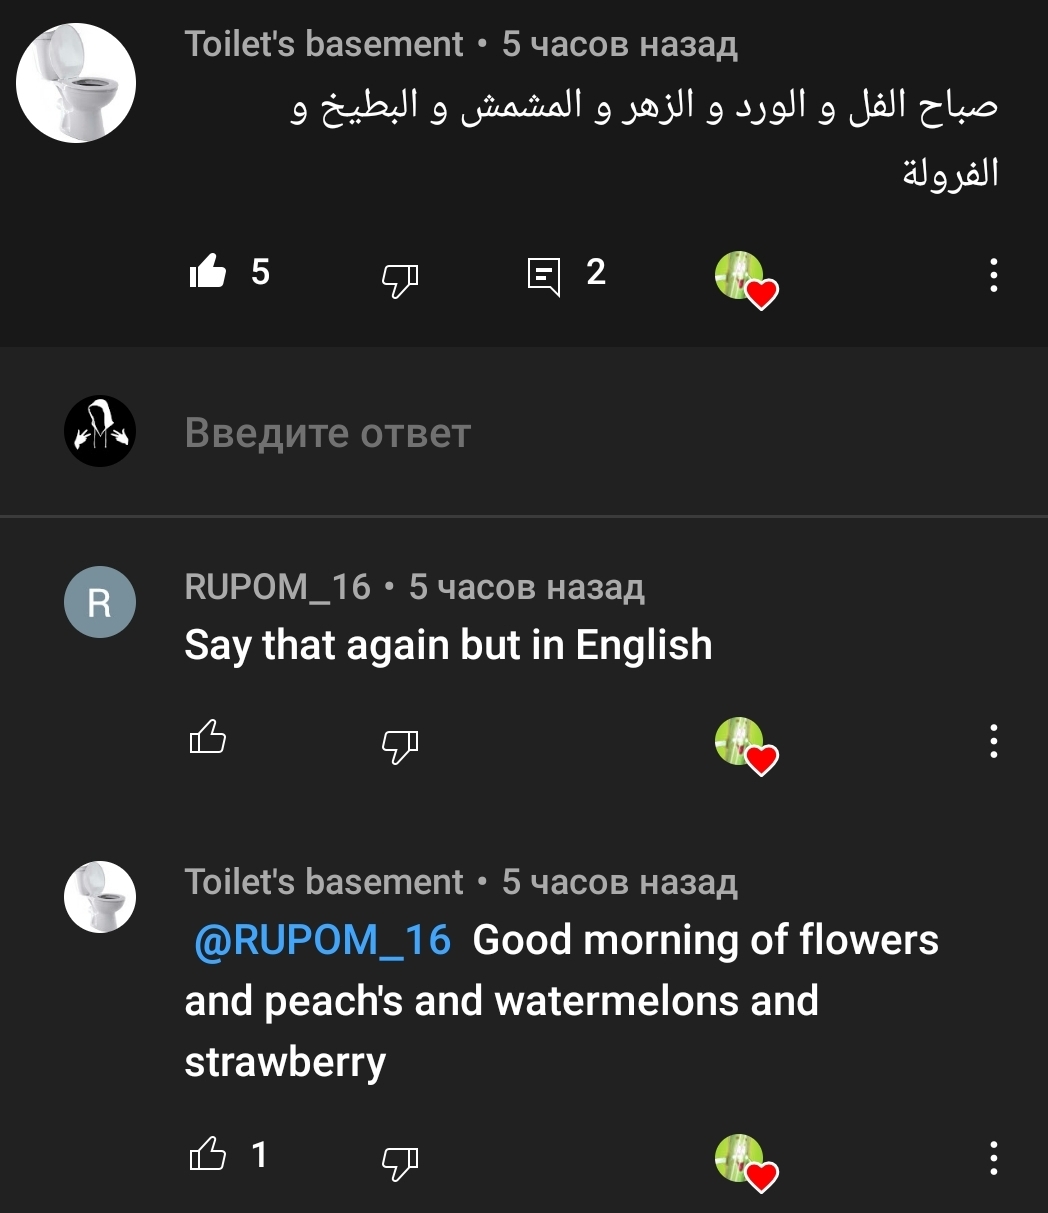 Toilet's basement • 5 часов назад
صباح الفل و الورد و الزهر و المشمش و البطيخ و
الفرولة
5
2
Введите ответ
R
RUPOM_16 • 5 часов назад
Say that again but in English
Toilet's basement • 5 часов назад
@RUPOM_16 Good morning of flowers
and peach's and watermelons and
strawberry
1